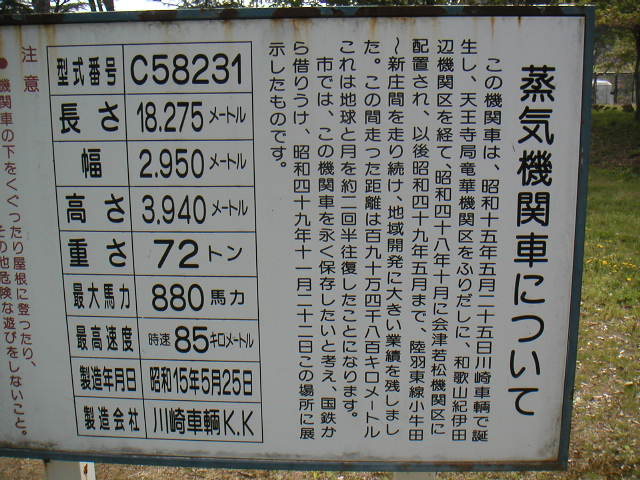 蒸気機関車について
この機関車は、昭和十五年五月二十五日川崎車輌で誕
生し、天王寺局竜華機関区をふりだしに、和歌山紀伊田
辺機関区を経て、昭和四十八年十月に会津若松機関区に
配置され、以後昭和四十九年五月まで、陸羽東線小牛田
〜新庄間を走り続け、地域開発に大きい業績を残しまし
た。この間走った距離は百九十万四千八百キロメートル
これは地球と月を約二回半往復したことになります。
市では、この機関車を永く保存したいと考え、国鉄か
ら借りうけ、昭和四十九年十一月二十二日この場所に展
示したものです。
型式番号 C58231
長さ 18.275メートル
幅 2.950メートル
高さ 3.940メートル
重さ 72トン
最大馬力 880馬力
最高速度 時速85キロメートル
製造年月日 昭和15年5月25日
製造会社 川崎車輌K.K
注意
●機関車の下をくぐったり屋根に登ったり、
その他危険な遊びをしないこと。